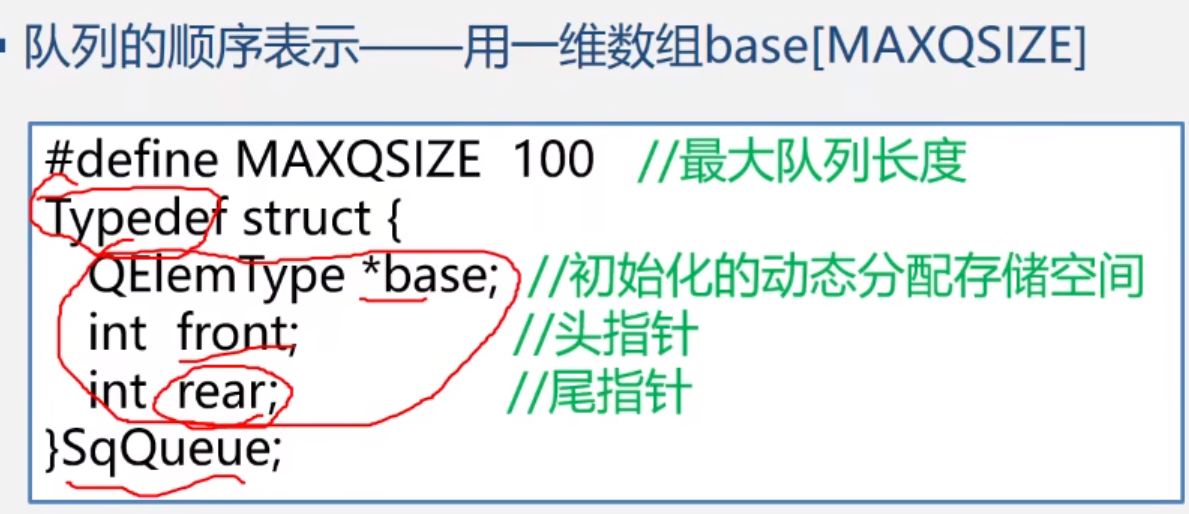 队列的顺序表示——用一维数组base[MAXQSIZE]
#define MAXQSIZE 100 //最大队列长度
Typedef struct {
QElemType *base; //初始化的动态分配存储空间
int front; //头指针
int rear; //尾指针
}SqQueue;